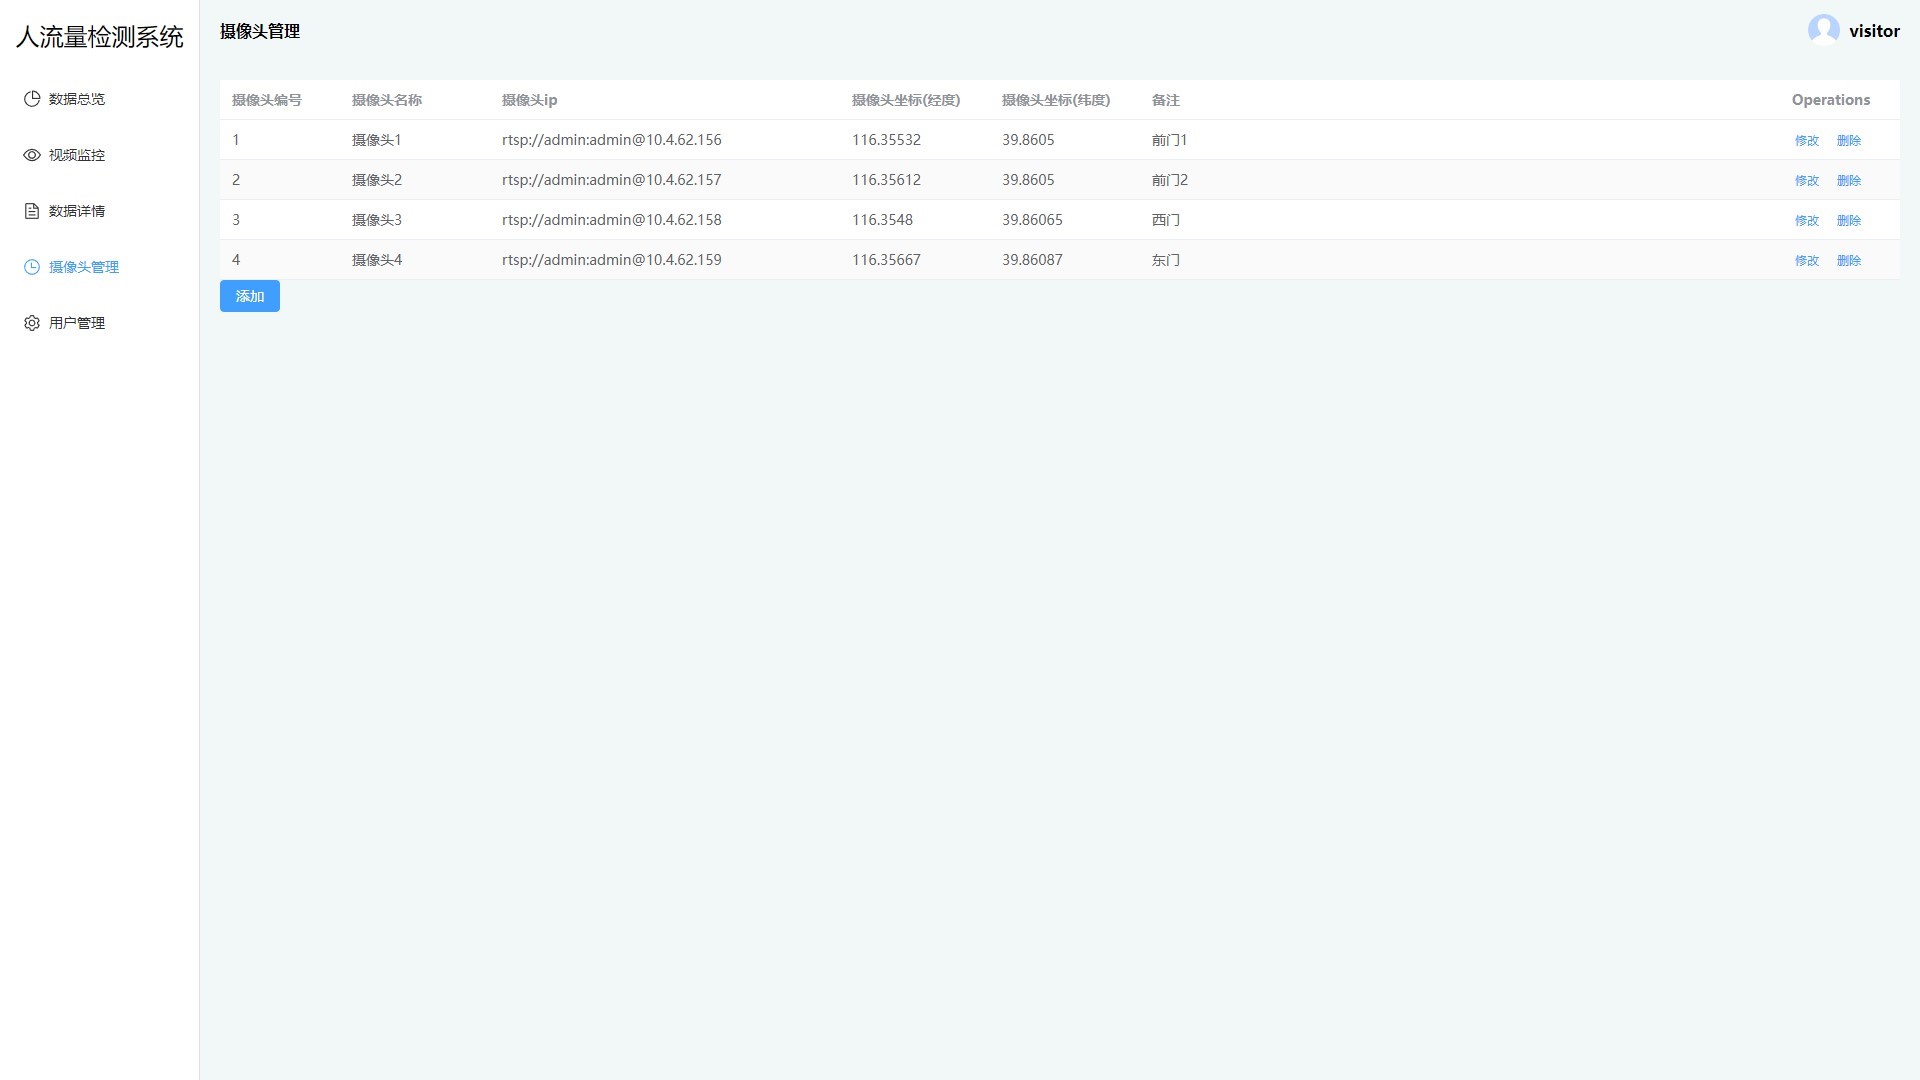 人流量检测系统
数据总览
视频监控
数据详情
摄像头管理
用户管理
摄像头管理
visitor
摄像头编号 摄像头名称 摄像头ip 摄像头坐标(经度) 摄像头坐标(纬度) 备注 Operations
1 摄像头1 rtsp://admin:admin@10.4.62.156 116.35532 39.8605 前门1 修改 删除
2 摄像头2 rtsp://admin:admin@10.4.62.157 116.35612 39.8605 前门2 修改 删除
3 摄像头3 rtsp://admin:admin@10.4.62.158 116.3548 39.86065 西门 修改 删除
4 摄像头4 rtsp://admin:admin@10.4.62.159 116.35667 39.86087 东门 修改 删除
添加